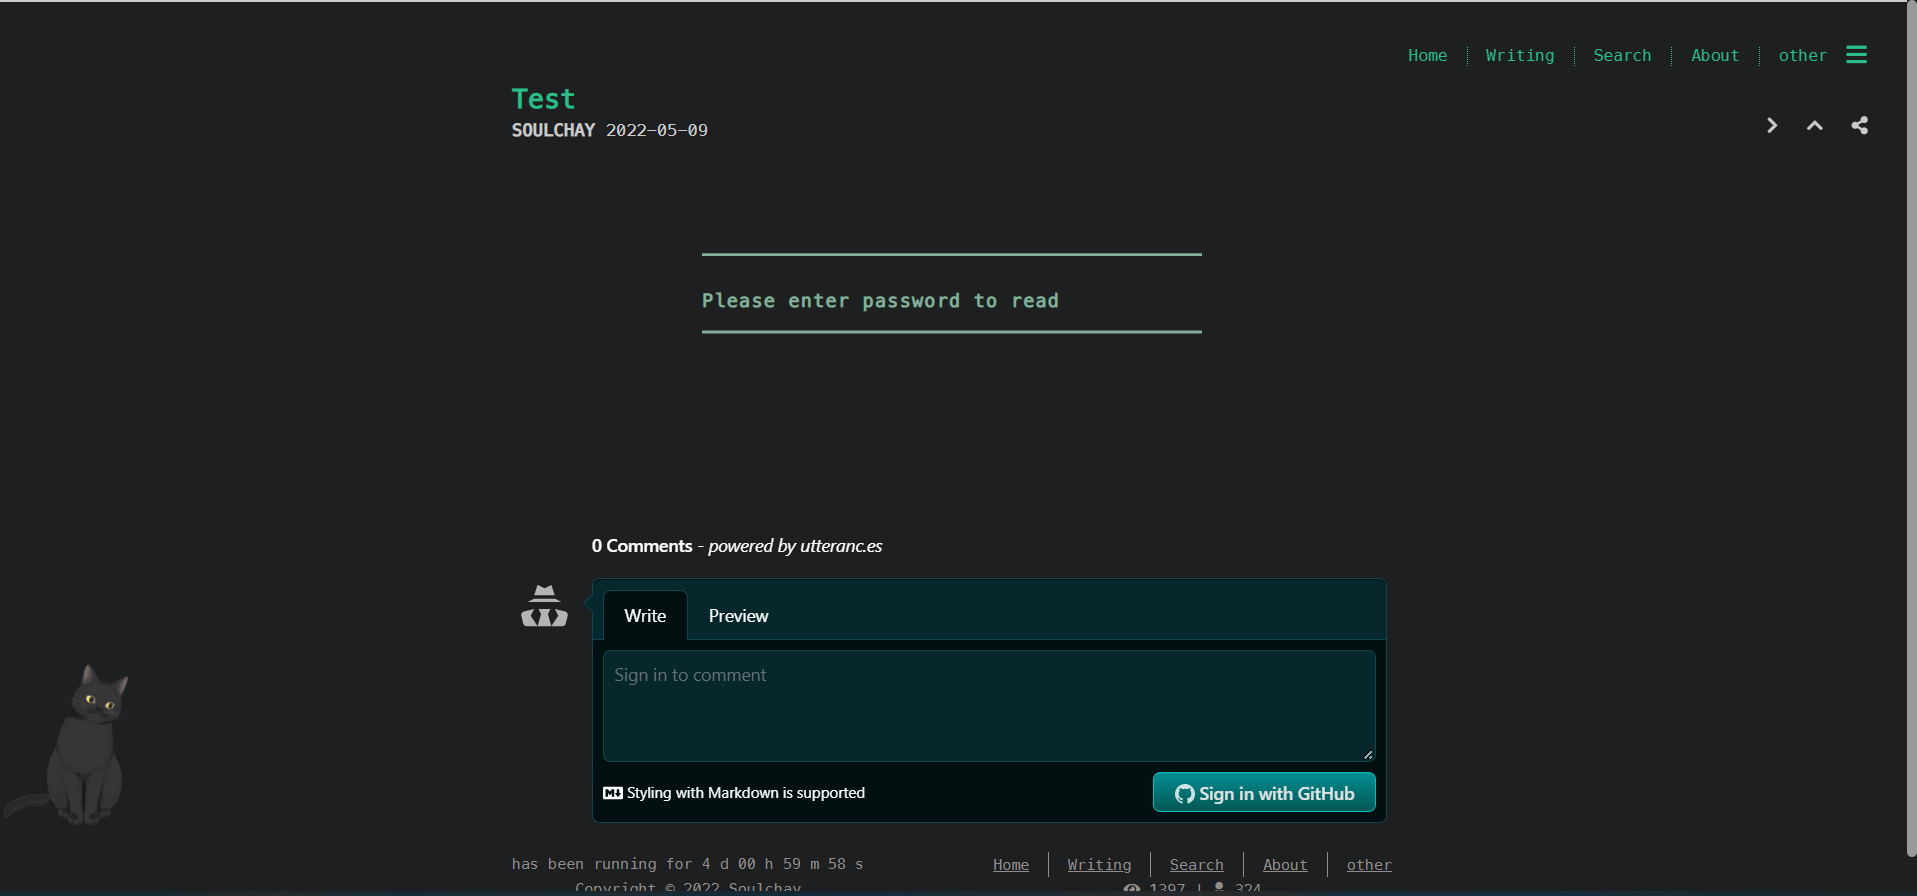 Home Writing Search About other
Test
SOULCHAY 2022-05-09
Please enter password to read
0 Comments - powered by utteranc.es
Write Preview
Sign in to comment
M Styling with Markdown is supported
Sign in with GitHub
has been running for 4 d 00 h 59 m 58 s
Home Writing Search About other
Copyright © 2022 Soulchay
1397 | 324